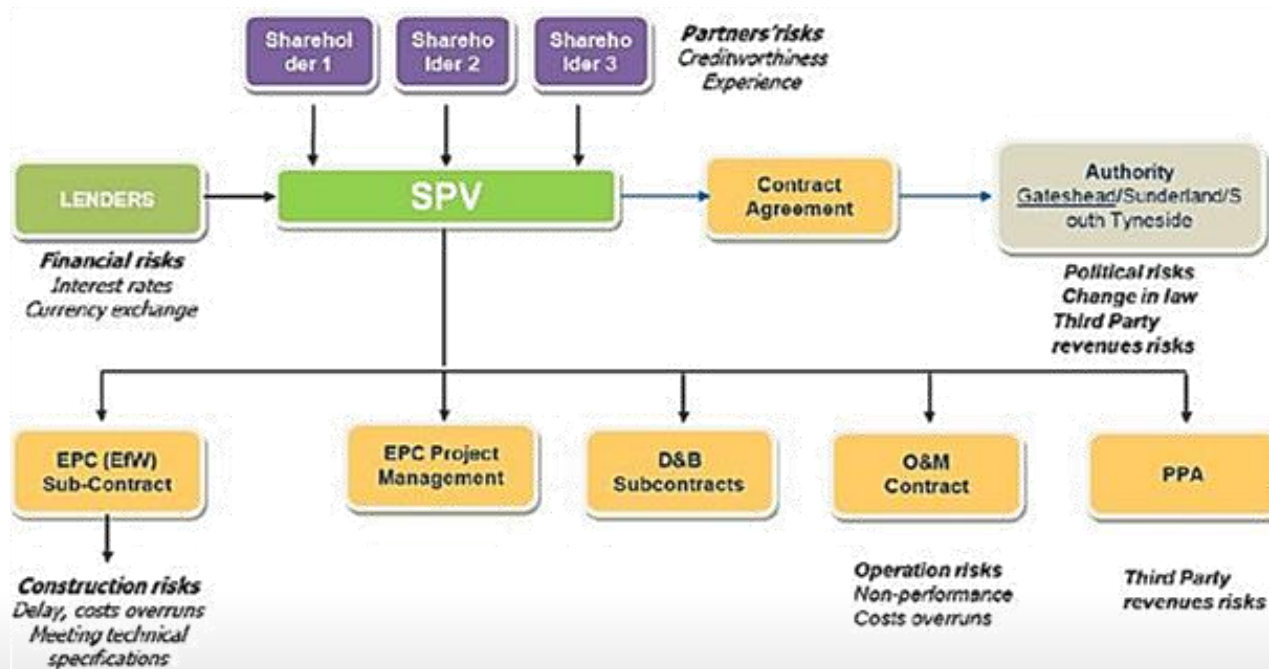 Sharehol
der 1
Shareho
lder 2
Shareho
lder 3
Partners'risks
Creditworthiness
Experience
LENDERS
SPV
Contract
Agreement
Authority
Gateshead/Sunderland/S
outh Tyneside
Financial risks
Interest rates
Currency exchange
Political risks
Change in law
Third Party
revenues risks
EPC (EfW)
Sub-Contract
EPC Project
Management
D&B
Subcontracts
O&M
Contract
PPA
Construction risks
Delay, costs overruns
Meeting technical
specifications
Operation risks
Non-performance
Costs overruns
Third Party
revenues risks